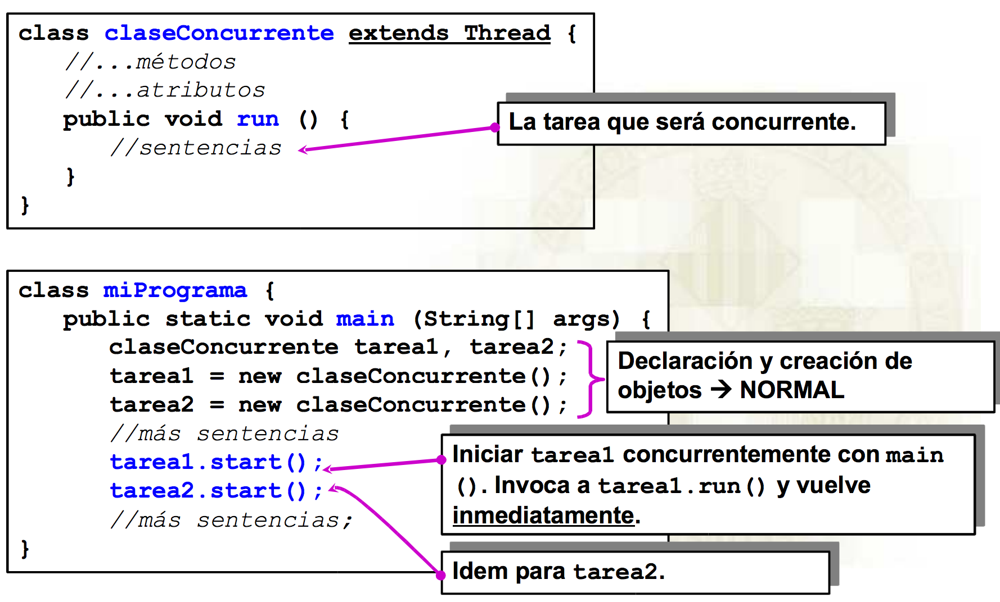 class claseConcurrente extends Thread {
//...métodos
//...atributos
public void run () {
//sentencias
}
}
La tarea que será concurrente.
class miPrograma {
public static void main (String[] args) {
claseConcurrente tarea1, tarea2;
tarea1 = new claseConcurrente();
tarea2 = new claseConcurrente();
//más sentencias
tarea1.start();
tarea2.start();
//más sentencias;
}
Declaración y creación de
objetos → NORMAL
Iniciar tarea1 concurrentemente con main
(). Invoca a tarea1.run() y vuelve
inmediatamente.
Idem para tarea2.